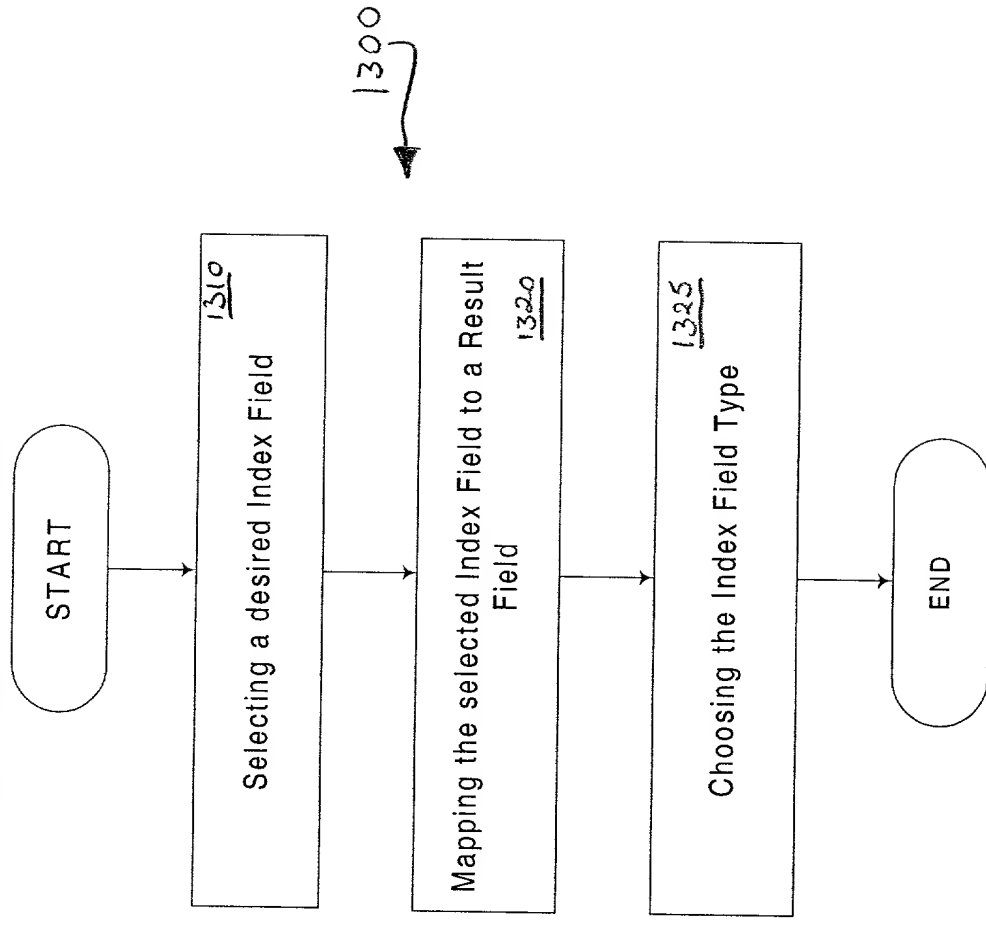 1300
START
1310
Selecting a desired Index Field
Mapping the selected Index Field to a Result
Field
1320
1325
Choosing the Index Field Type
END